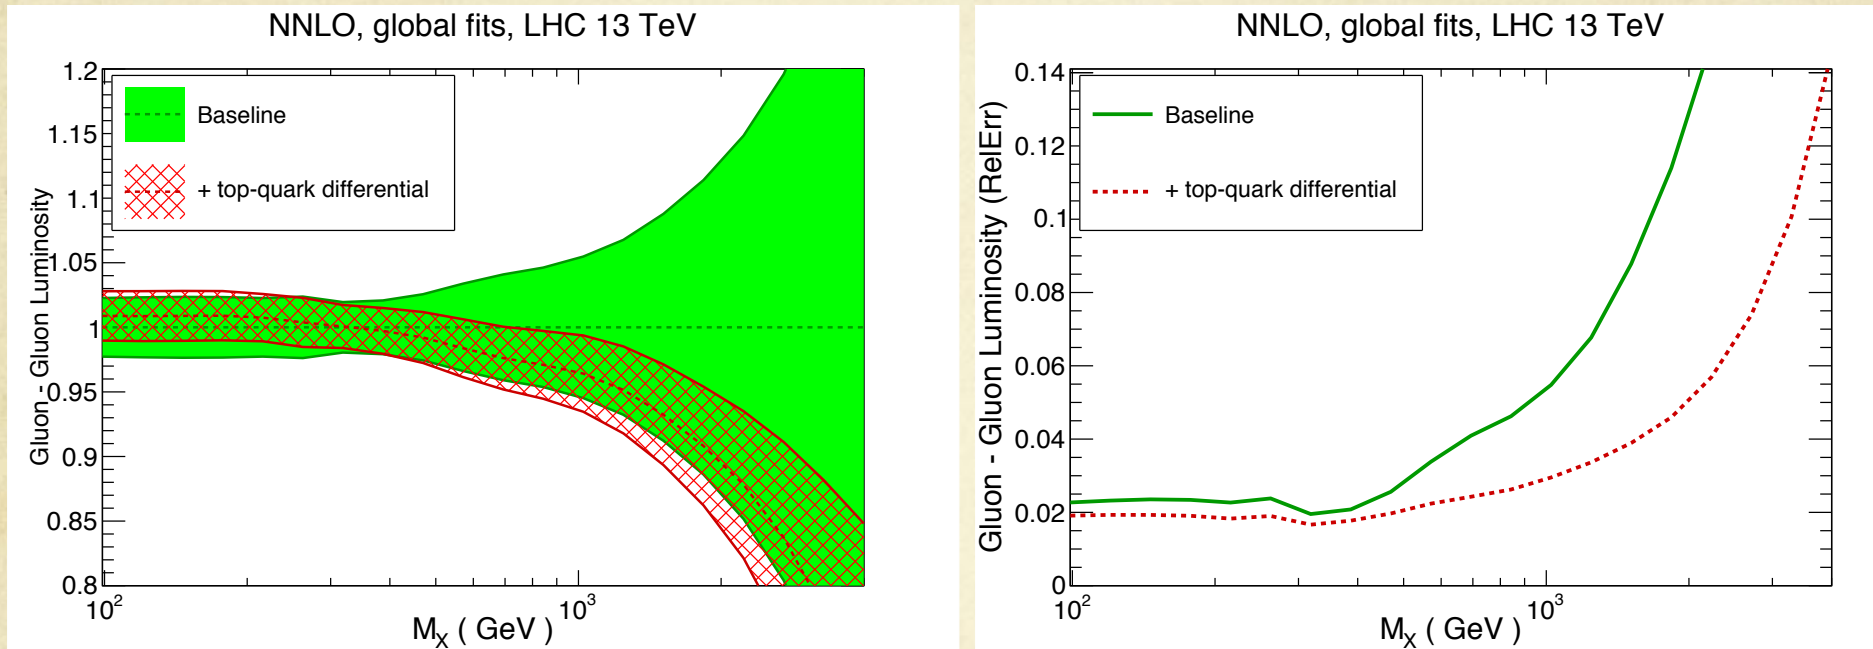 NNLO, global fits, LHC 13 TeV
Gluon - Gluon Luminosity
1.2
1.15
1.1
1.05
1
0.95
0.9
0.85
0.8
Baseline
+ top-quark differential
10²
10³
M_X ( GeV )
NNLO, global fits, LHC 13 TeV
Gluon - Gluon Luminosity (RelErr)
0.14
0.12
0.1
0.08
0.06
0.04
0.02
0
Baseline
+ top-quark differential
10²
10³
M_X ( GeV )